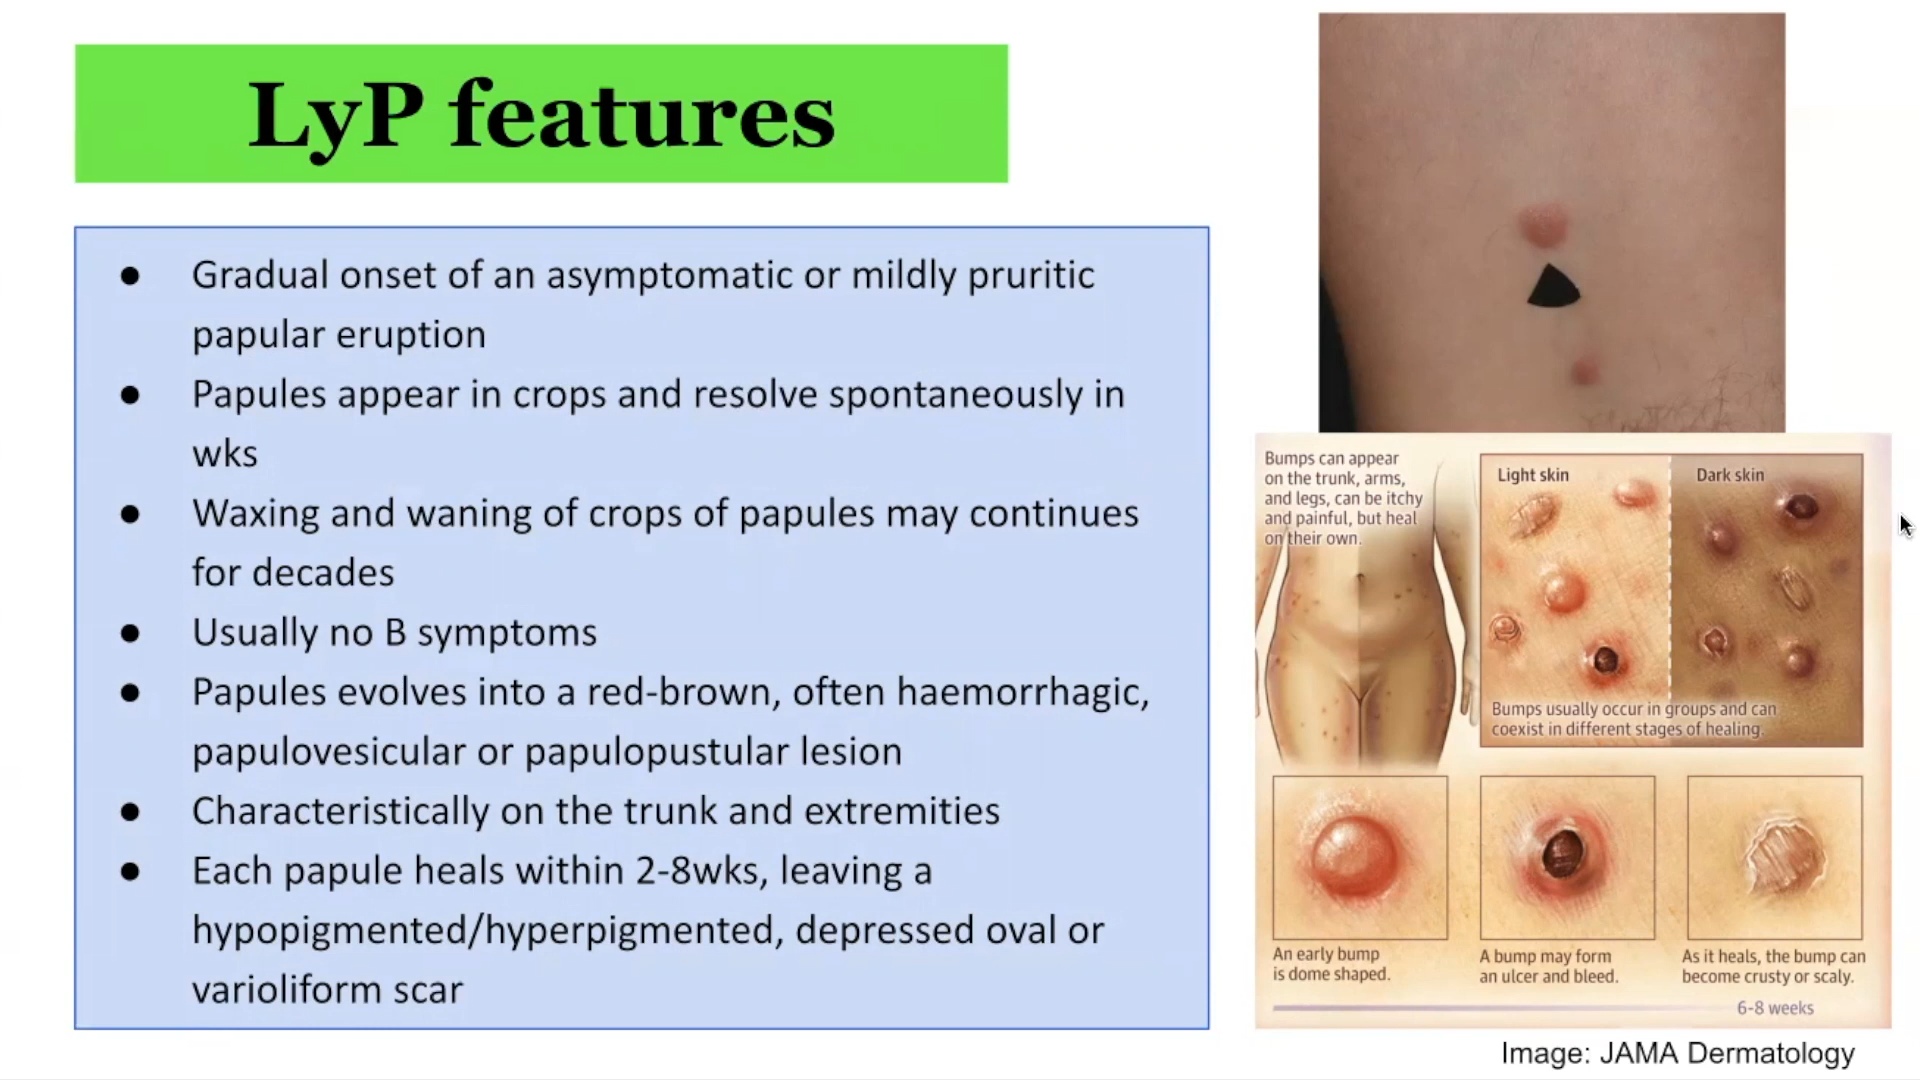 LyP features
● Gradual onset of an asymptomatic or mildly pruritic
papular eruption
● Papules appear in crops and resolve spontaneously in
wks
● Waxing and waning of crops of papules may continues
for decades
● Usually no B symptoms
● Papules evolves into a red-brown, often haemorrhagic,
papulovesicular or papulopustular lesion
● Characteristically on the trunk and extremities
● Each papule heals within 2-8wks, leaving a
hypopigmented/hyperpigmented, depressed oval or
varioliform scar
Bumps can appear
on the trunk, arms,
and legs, can be itchy
and painful, but heal
on their own.
Light skin
Dark skin
Bumps usually occur in groups and can
coexist in different stages of healing.
An early bump
is dome shaped.
A bump may form
an ulcer and bleed.
As it heals, the bump can
become crusty or scaly.
6-8 weeks
Image: JAMA Dermatology